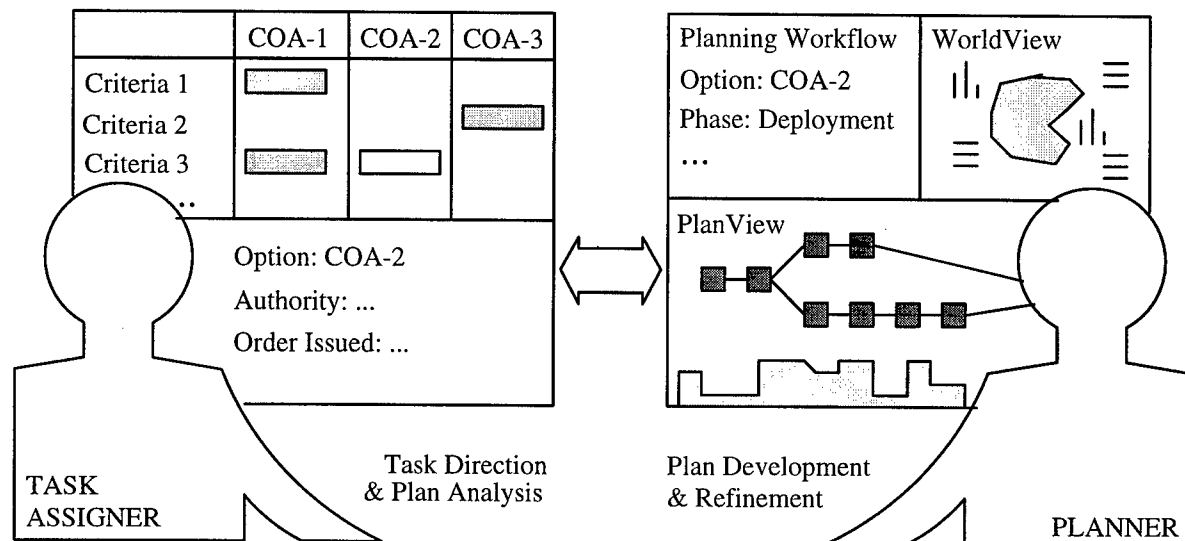 COA-1 COA-2 COA-3
Criteria 1
Criteria 2
Criteria 3
..
Option: COA-2
Authority: ...
Order Issued: ...
Task Direction
& Plan Analysis
TASK
ASSIGNER
Planning Workflow
Option: COA-2
Phase: Deployment
...
WorldView
PlanView
Plan Development
& Refinement
PLANNER